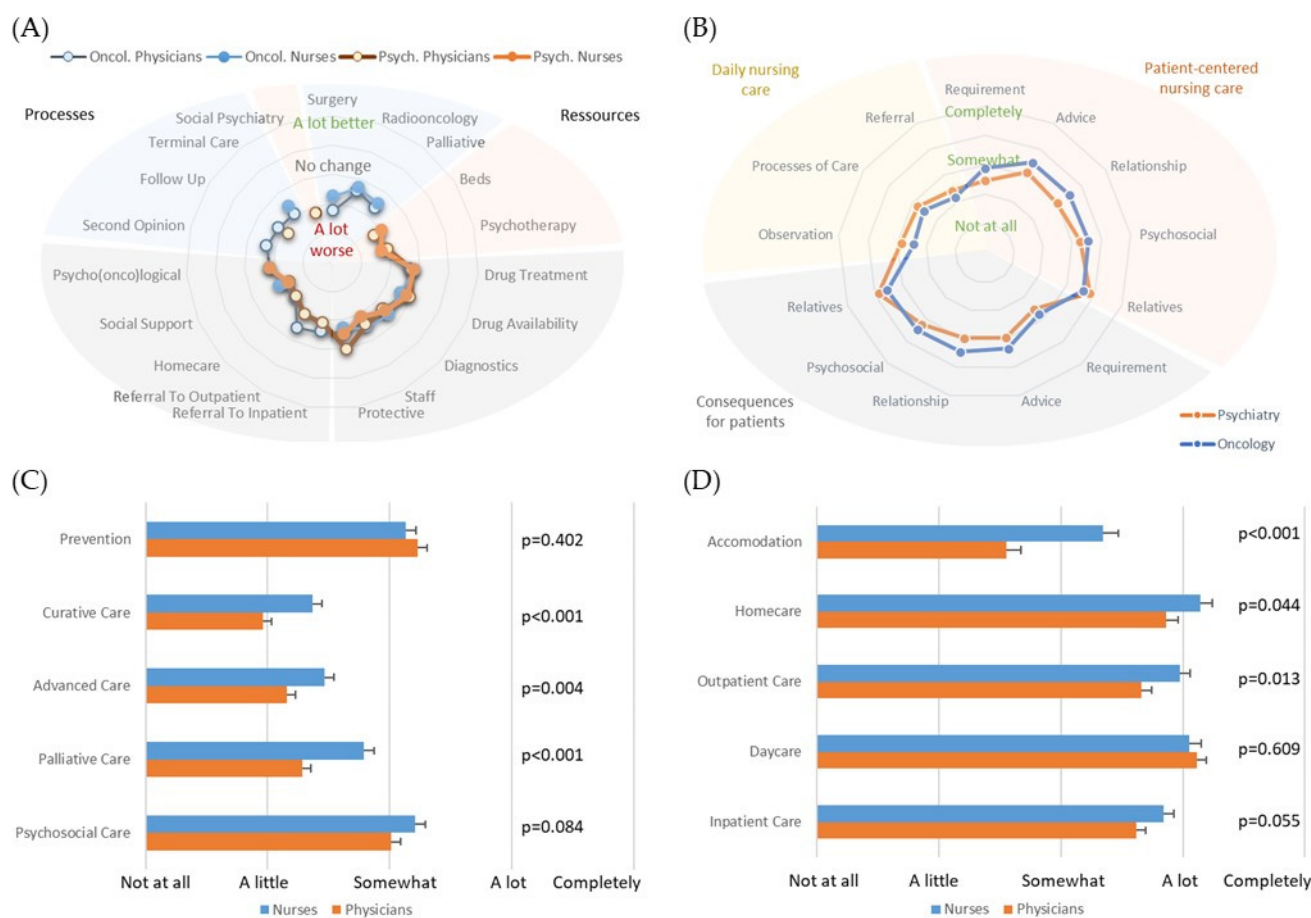 (A)
Oncol. Physicians
Oncol. Nurses
Psych. Physicians
Psych. Nurses
Processes
Ressources
Surgery
Social Psychiatry
A lot better
Radiooncology
Terminal Care
Palliative
No change
Follow Up
Beds
Second Opinion
A lot
worse
Psychotherapy
Psycho(onco)logical
Drug Treatment
Social Support
Drug Availability
Homecare
Diagnostics
Referral To Outpatient
Staff
Referral To Inpatient
Protective
(B)
Daily nursing
care
Patient-centered
nursing care
Requirement
Completely
Referral
Advice
Somewhat
Processes of Care
Relationship
Not at all
Observation
Psychosocial
Relatives
Relatives
Psychosocial
Requirement
Relationship
Advice
Consequences
for patients
Psychiatry
Oncology
(C)
Prevention
p=0.402
Curative Care
p<0.001
Advanced Care
p=0.004
Palliative Care
p<0.001
Psychosocial Care
p=0.084
Not at all
A little
Somewhat
A lot
Completely
Nurses
Physicians
(D)
Accomodation
p<0.001
Homecare
p=0.044
Outpatient Care
p=0.013
Daycare
p=0.609
Inpatient Care
p=0.055
Not at all
A little
Somewhat
A lot
Completely
Nurses
Physicians